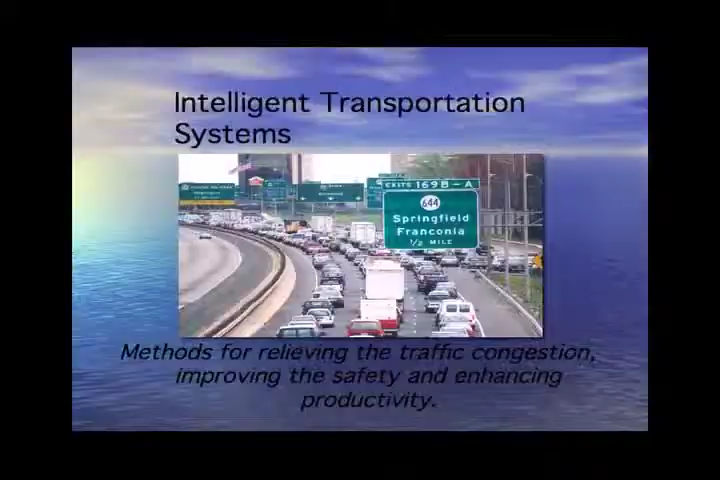 Intelligent Transportation
Systems
EXITS 169B-A
644
Springfield
Franconia
1/2 MILE
Methods for relieving the traffic congestion,
improving the safety and enhancing
productivity.